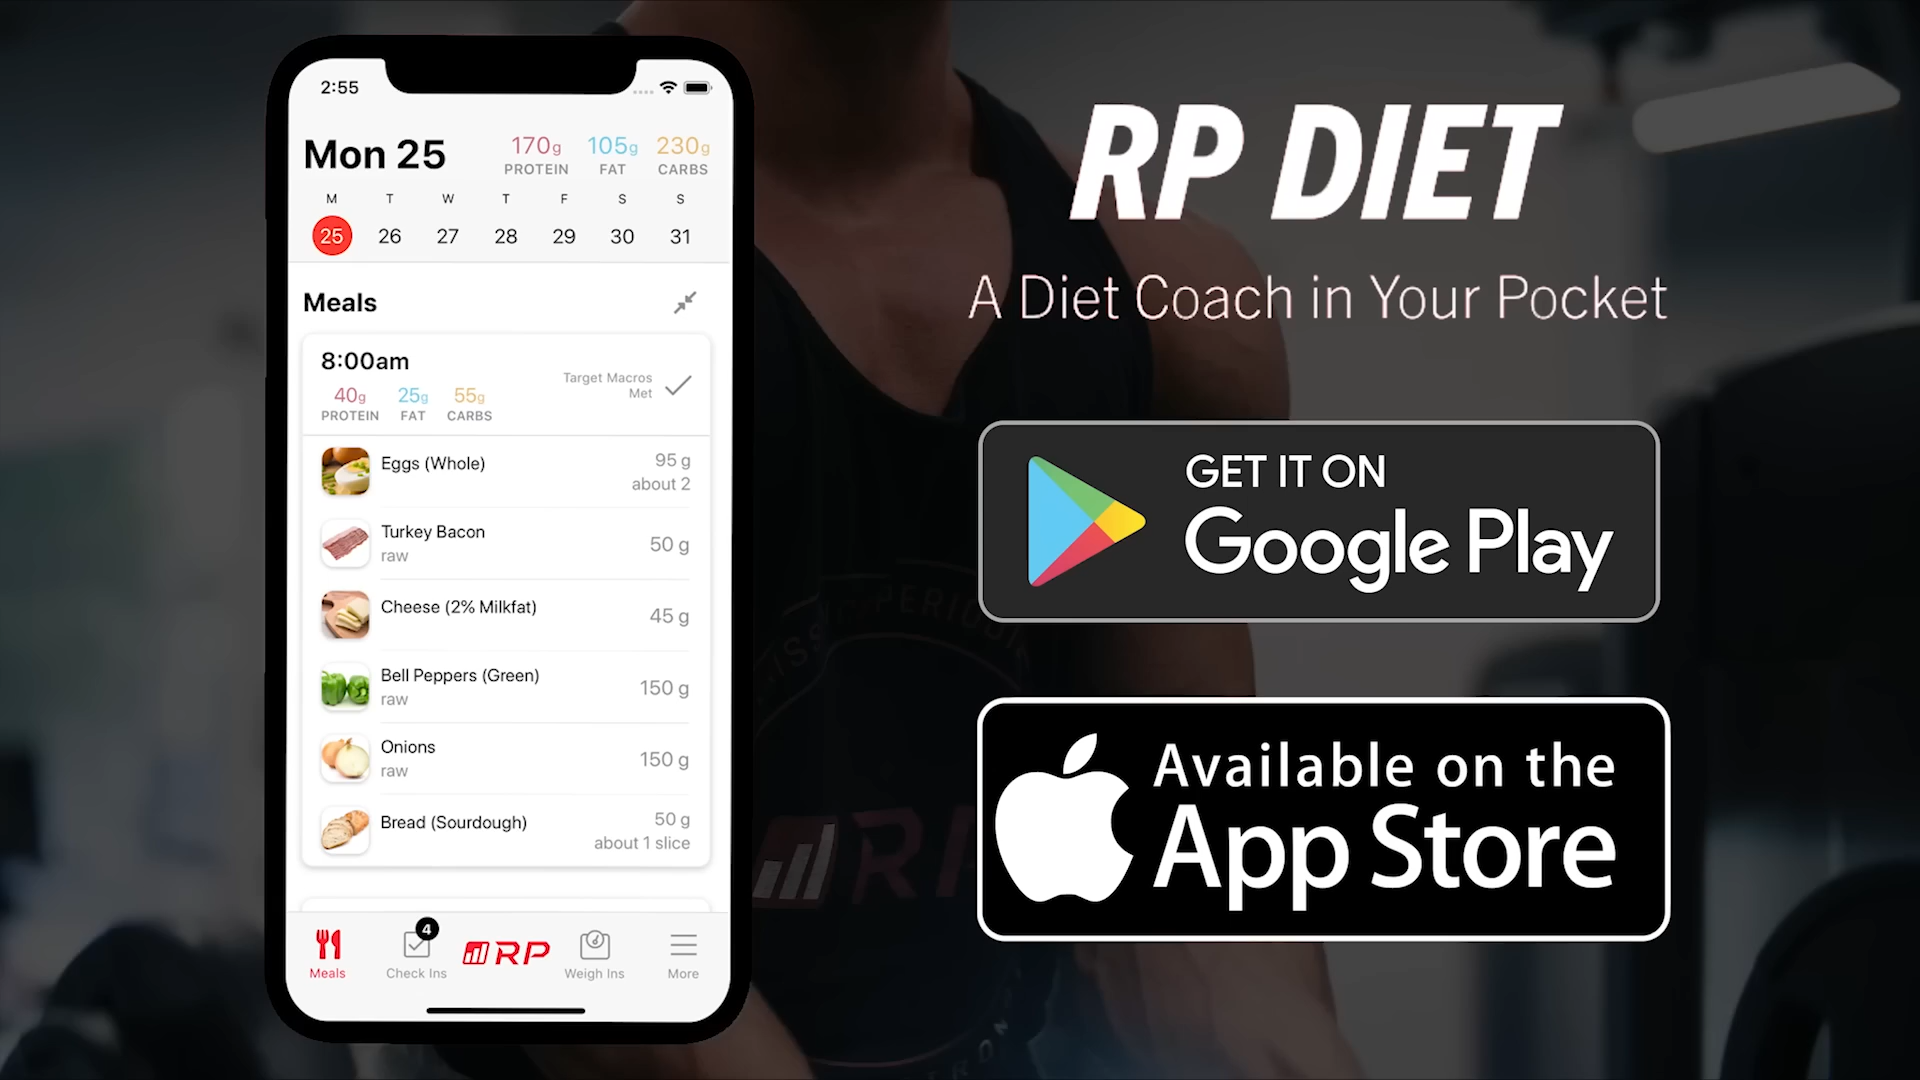 2:55
Mon 25
170g 105g 230g
PROTEIN FAT CARBS
M T W T F S S
25 26 27 28 29 30 31
Meals
8:00am
Target Macros
Met
40g 25g 55g
PROTEIN FAT CARBS
Eggs (Whole) 95 g
about 2
Turkey Bacon 50 g
raw
Cheese (2% Milkfat) 45 g
Bell Peppers (Green) 150 g
raw
Onions 150 g
raw
Bread (Sourdough) 50 g
about 1 slice
4
RP
Meals Check Ins Weigh Ins More
RP DIET
A Diet Coach in Your Pocket
GET IT ON
Google Play
Available on the
App Store